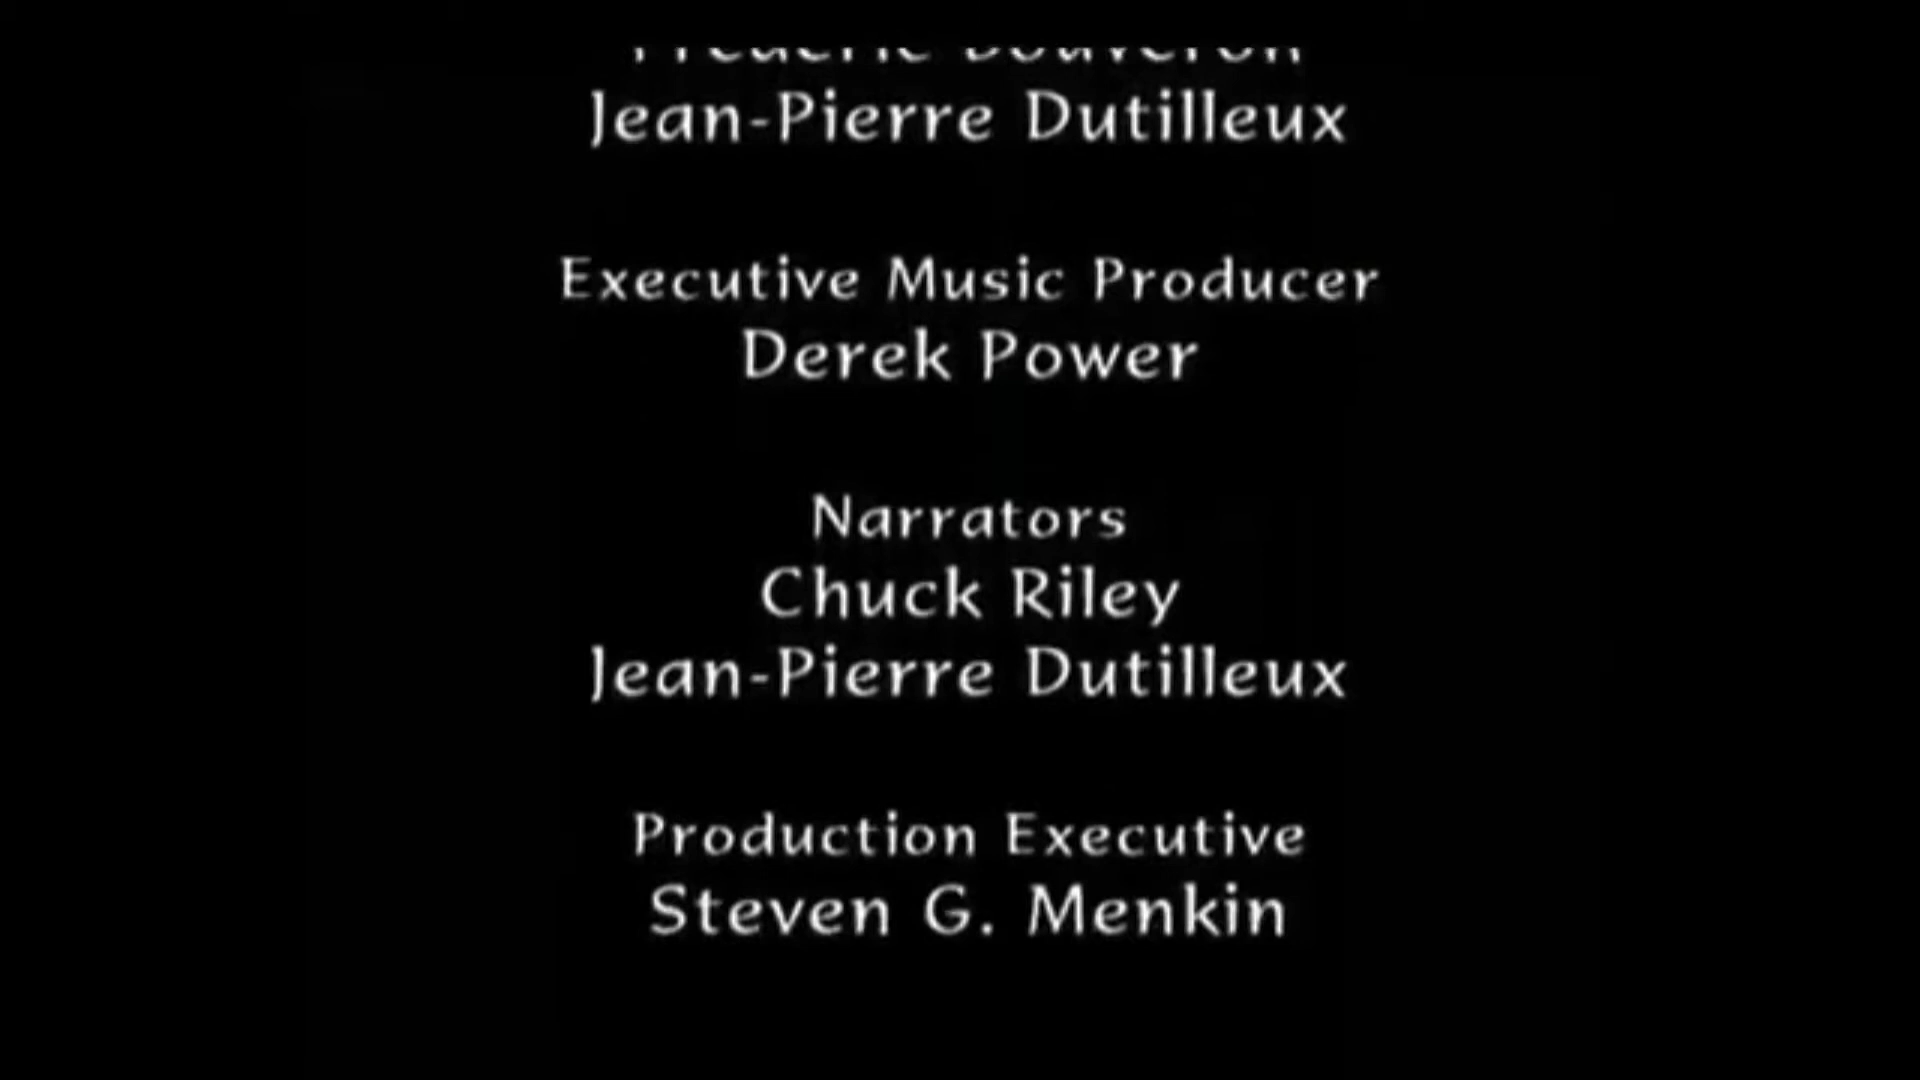 Jean-Pierre Dutilleux
Executive Music Producer
Derek Power
Narrators
Chuck Riley
Jean-Pierre Dutilleux
Production Executive
Steven G. Menkin